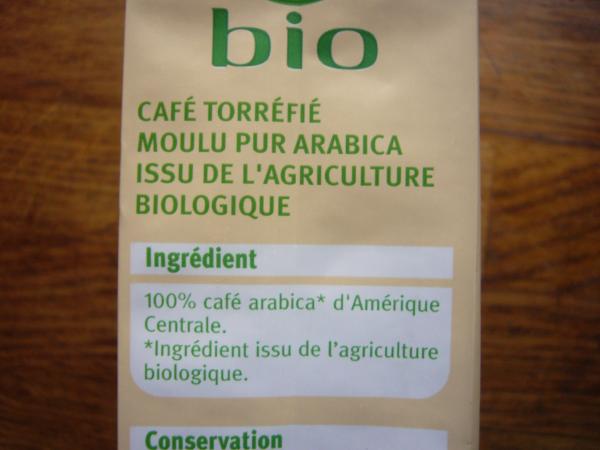 bio
CAFÉ TORRÉFIÉ
MOULU PUR ARABICA
ISSU DE L'AGRICULTURE
BIOLOGIQUE
Ingrédient
100% café arabica* d'Amérique
Centrale.
*Ingrédient issu de l’agriculture
biologique.
Conservation